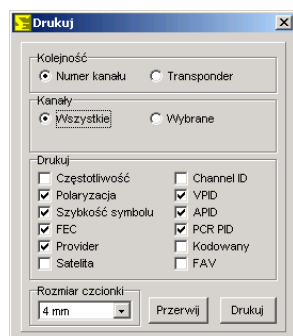 Drukuj
Kolejność
Numer kanału Transponder
Kanały
Wszystkie Wybrane
Drukuj
Częstotliwość Channel ID
Polaryzacja VPID
Szybkość symbolu APID
FEC PCR PID
Provider Kodowany
Satelita FAV
Rozmiar czcionki
4 mm Przerwij Drukuj